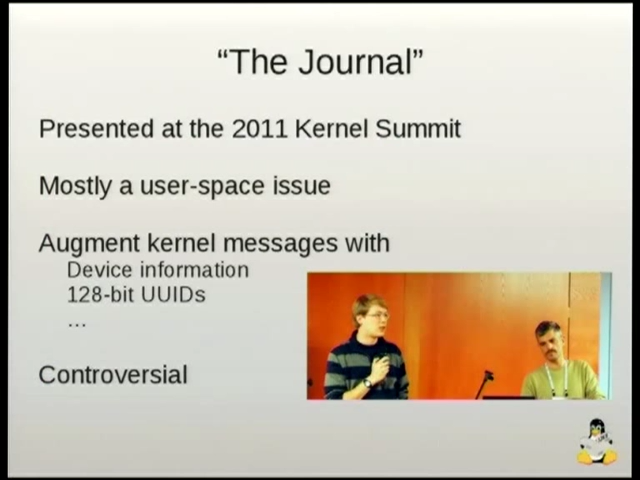 “The Journal”
Presented at the 2011 Kernel Summit
Mostly a user-space issue
Augment kernel messages with
Device information
128-bit UUIDs
...
Controversial